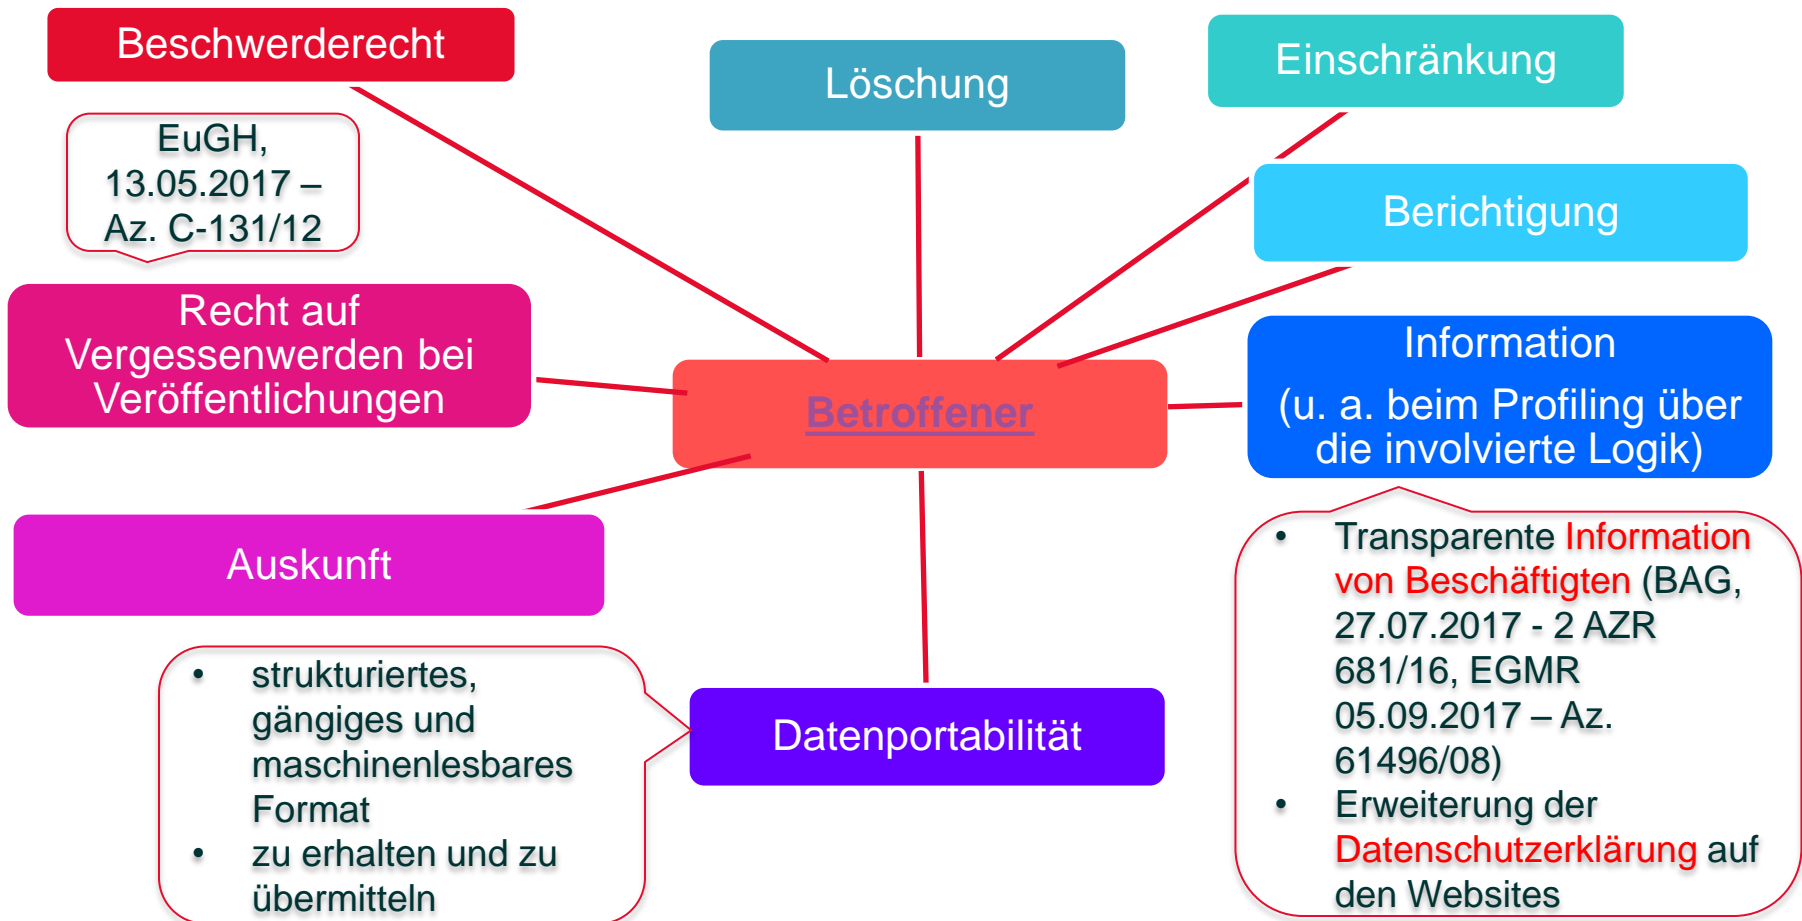 Beschwerderecht
Löschung
Einschränkung
EuGH,
13.05.2017 –
Az. C-131/12
Berichtigung
Recht auf
Vergessenwerden bei
Veröffentlichungen
Betroffener
Information
(u. a. beim Profiling über
die involvierte Logik)
Auskunft
• Transparente Information
von Beschäftigten (BAG,
27.07.2017 - 2 AZR
681/16, EGMR
05.09.2017 – Az.
61496/08)
• Erweiterung der
Datenschutzerklärung auf
den Websites
• strukturiertes,
gängiges und
maschinenlesbares
Format
• zu erhalten und zu
übermitteln
Datenportabilität